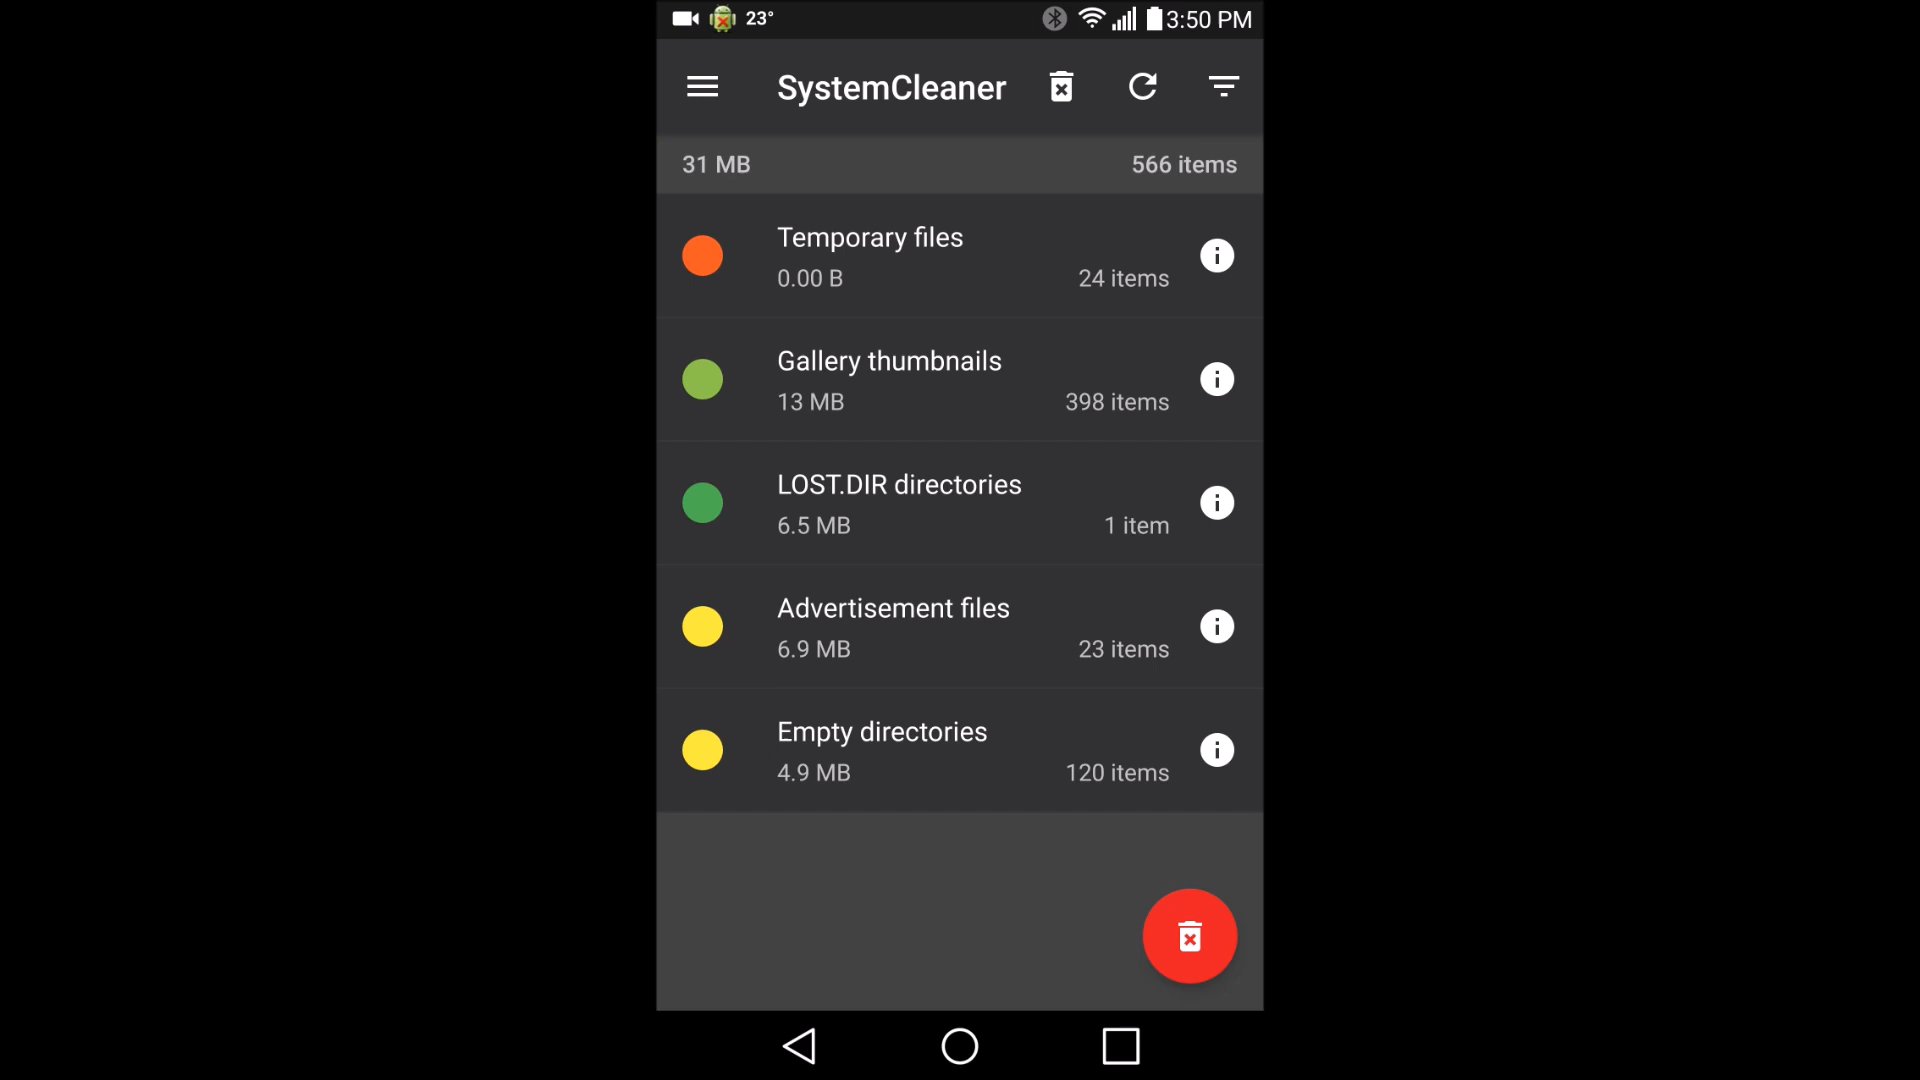 23° 3:50 PM
SystemCleaner
31 MB 566 items
Temporary files
0.00 B 24 items
Gallery thumbnails
13 MB 398 items
LOST.DIR directories
6.5 MB 1 item
Advertisement files
6.9 MB 23 items
Empty directories
4.9 MB 120 items